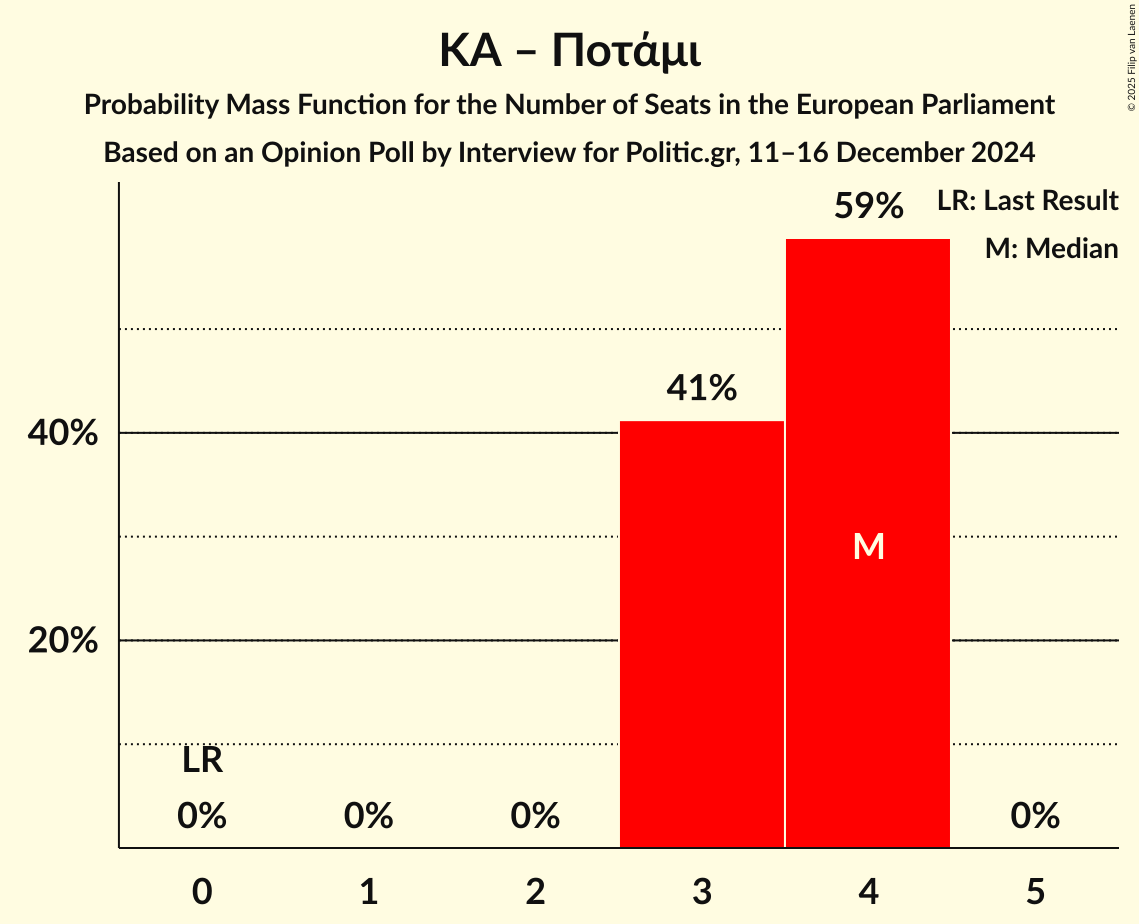 ΚΑ – Ποτάμι
Probability Mass Function for the Number of Seats in the European Parliament
Based on an Opinion Poll by Interview for Politic.gr, 11–16 December 2024
© 2025 Filip van Laenen
LR: Last Result
M: Median
59%
41%
40%
20%
M
LR
0%
0%
0%
0%
0
1
2
3
4
5